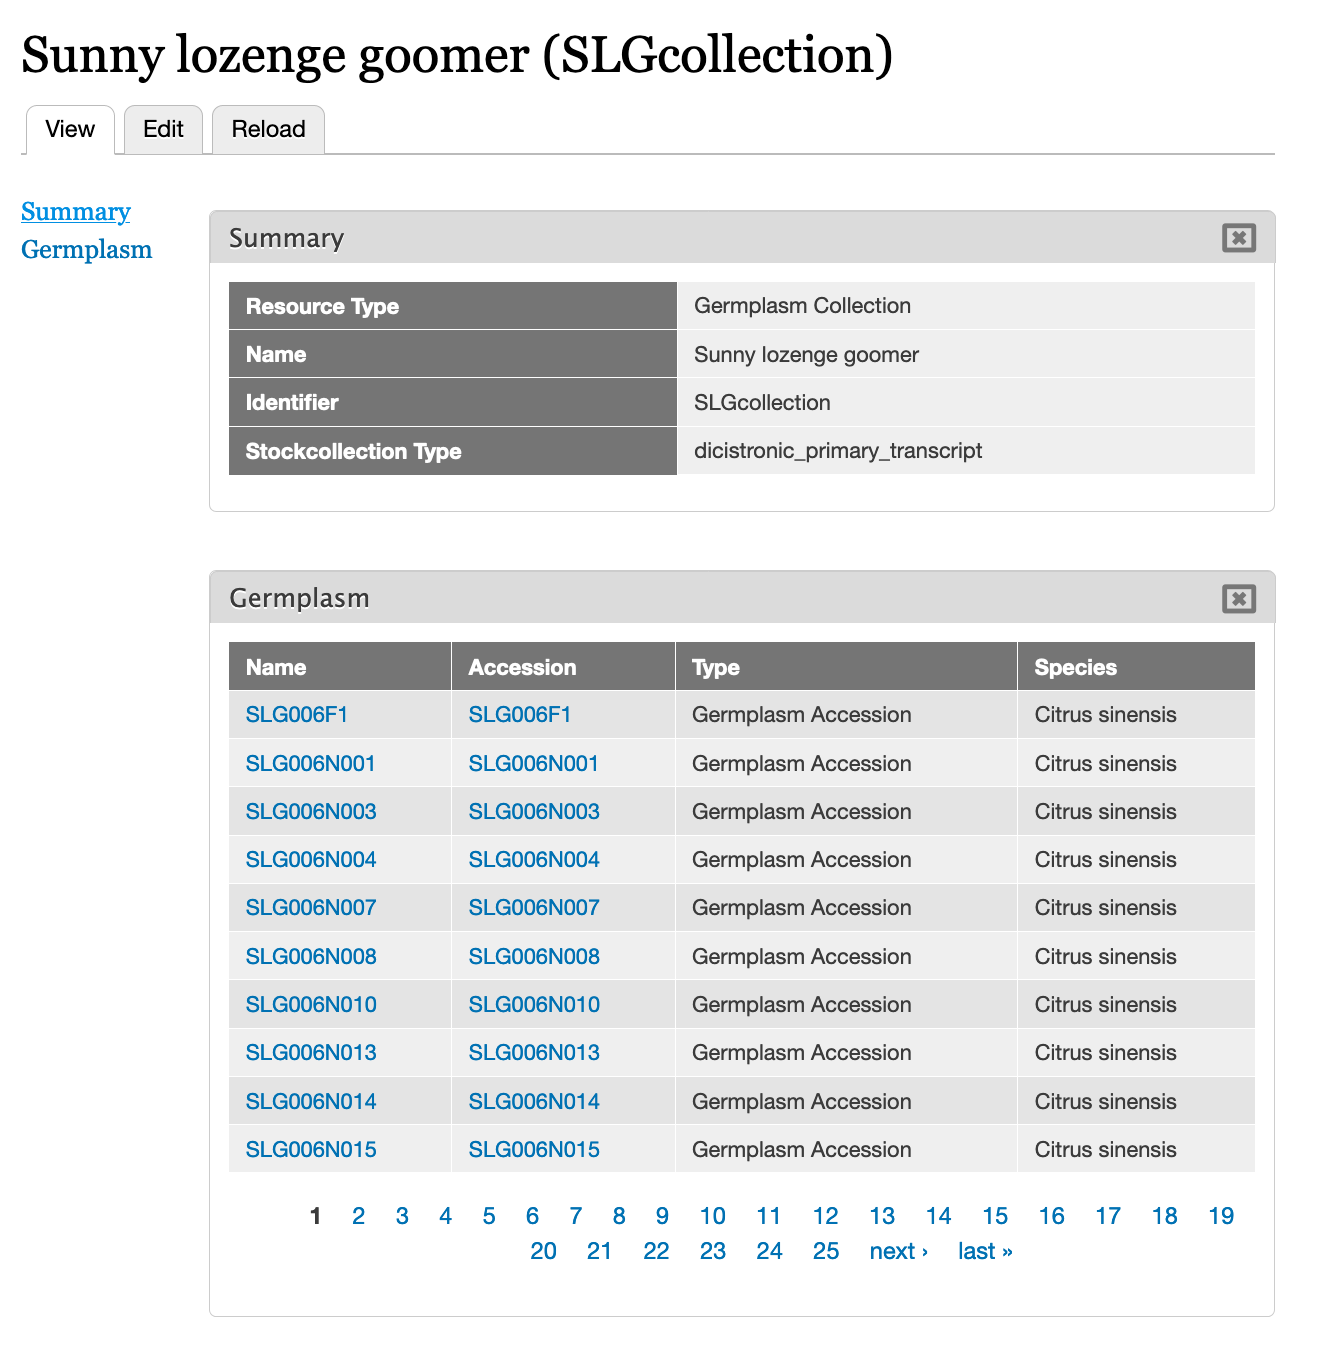 Sunny lozenge goomer (SLGcollection)
View Edit Reload
Summary
Germplasm
Summary
Resource Type Germplasm Collection
Name Sunny lozenge goomer
Identifier SLGcollection
Stockcollection Type dicistronic_primary_transcript
Germplasm
Name Accession Type Species
SLG006F1 SLG006F1 Germplasm Accession Citrus sinensis
SLG006N001 SLG006N001 Germplasm Accession Citrus sinensis
SLG006N003 SLG006N003 Germplasm Accession Citrus sinensis
SLG006N004 SLG006N004 Germplasm Accession Citrus sinensis
SLG006N007 SLG006N007 Germplasm Accession Citrus sinensis
SLG006N008 SLG006N008 Germplasm Accession Citrus sinensis
SLG006N010 SLG006N010 Germplasm Accession Citrus sinensis
SLG006N013 SLG006N013 Germplasm Accession Citrus sinensis
SLG006N014 SLG006N014 Germplasm Accession Citrus sinensis
SLG006N015 SLG006N015 Germplasm Accession Citrus sinensis
1 2 3 4 5 6 7 8 9 10 11 12 13 14 15 16 17 18 19
20 21 22 23 24 25 next › last »